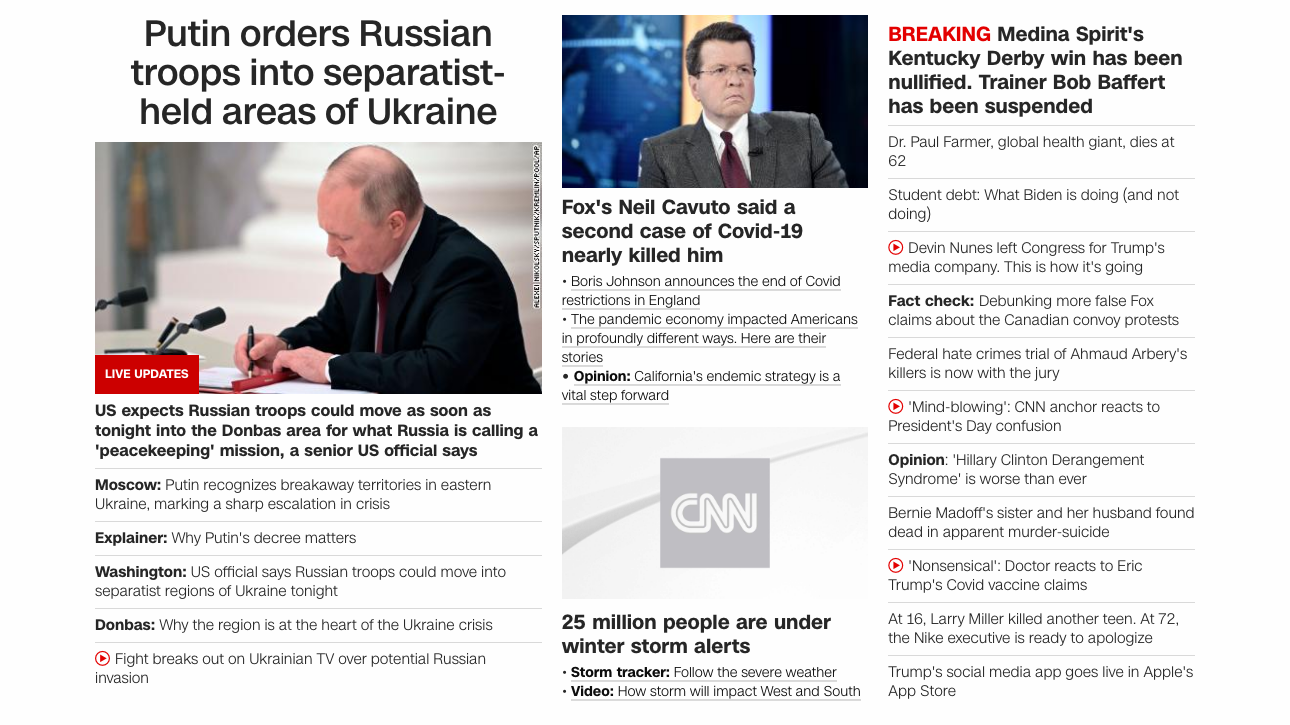 Putin orders Russian
troops into separatist-
held areas of Ukraine
ALEXEI NIKOLSKY/SPUTNIK/KREMLIN/POOL/AP
LIVE UPDATES
US expects Russian troops could move as soon as
tonight into the Donbas area for what Russia is calling a
'peacekeeping' mission, a senior US official says
Moscow: Putin recognizes breakaway territories in eastern
Ukraine, marking a sharp escalation in crisis
Explainer: Why Putin's decree matters
Washington: US official says Russian troops could move into
separatist regions of Ukraine tonight
Donbas: Why the region is at the heart of the Ukraine crisis
Fight breaks out on Ukrainian TV over potential Russian
invasion
Fox's Neil Cavuto said a
second case of Covid-19
nearly killed him
• Boris Johnson announces the end of Covid
restrictions in England
• The pandemic economy impacted Americans
in profoundly different ways. Here are their
stories
• Opinion: California's endemic strategy is a
vital step forward
CNN
25 million people are under
winter storm alerts
• Storm tracker: Follow the severe weather
• Video: How storm will impact West and South
BREAKING Medina Spirit's
Kentucky Derby win has been
nullified. Trainer Bob Baffert
has been suspended
Dr. Paul Farmer, global health giant, dies at
62
Student debt: What Biden is doing (and not
doing)
Devin Nunes left Congress for Trump's
media company. This is how it's going
Fact check: Debunking more false Fox
claims about the Canadian convoy protests
Federal hate crimes trial of Ahmaud Arbery's
killers is now with the jury
'Mind-blowing': CNN anchor reacts to
President's Day confusion
Opinion: 'Hillary Clinton Derangement
Syndrome' is worse than ever
Bernie Madoff's sister and her husband found
dead in apparent murder-suicide
'Nonsensical': Doctor reacts to Eric
Trump's Covid vaccine claims
At 16, Larry Miller killed another teen. At 72,
the Nike executive is ready to apologize
Trump's social media app goes live in Apple's
App Store